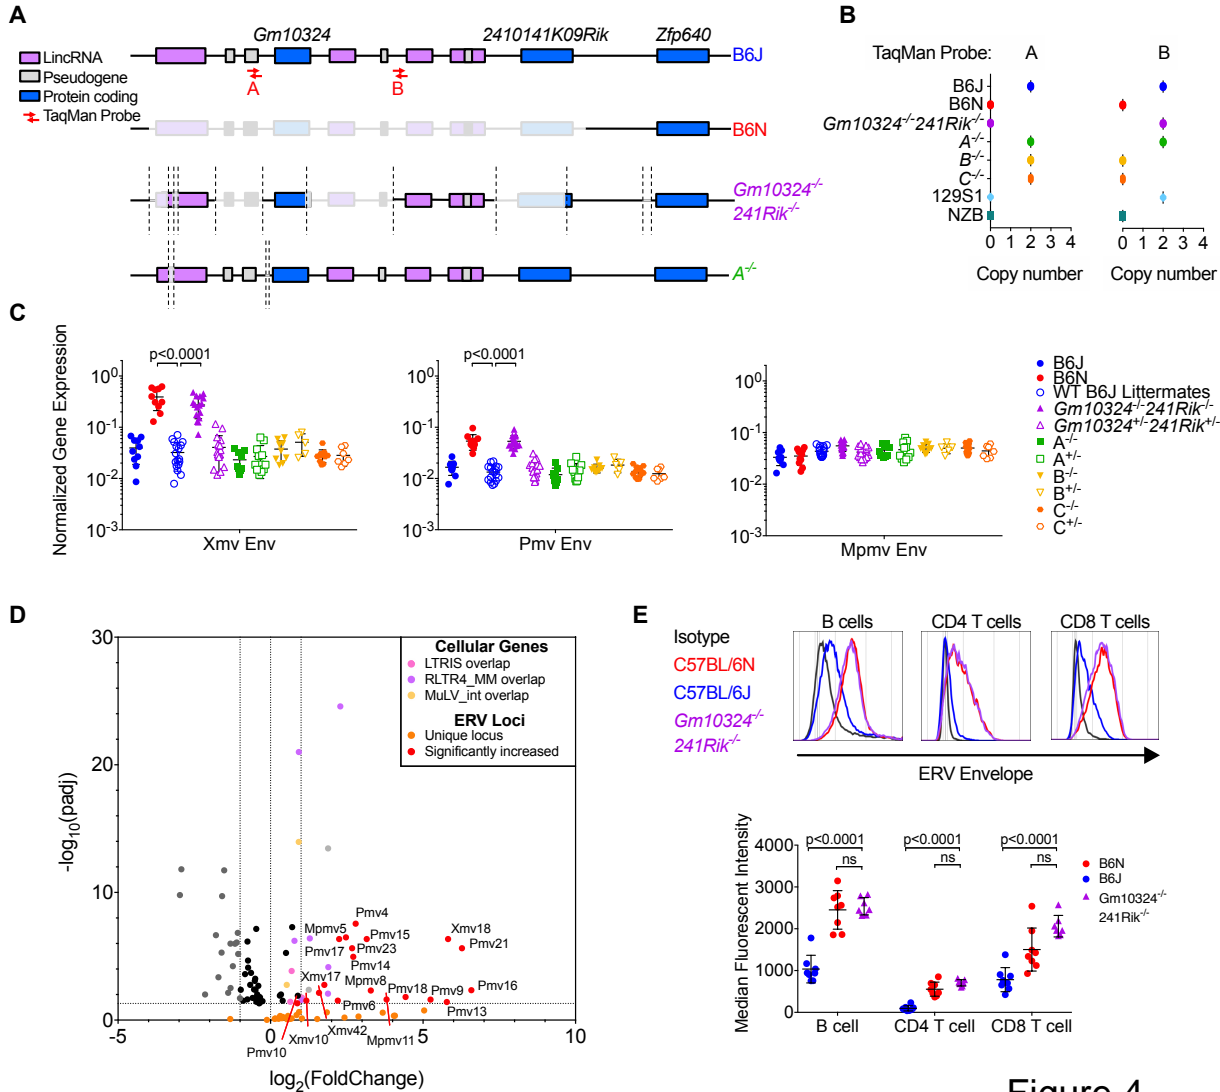 A
Gm10324
2410141K09Rik
Zfp640
LincRNA
Pseudogene
Protein coding
TaqMan Probe
B6J
A
B
B6N
Gm10324-/-
241Rik-/-
A-/-
B
TaqMan Probe:
A
B
B6J
B6N
Gm10324-/-241Rik-/-
A-/-
B-/-
C-/-
129S1
NZB
0 1 2 3 4
0 1 2 3 4
Copy number
Copy number
C
Normalized Gene Expression
p<0.0001
10^0
10^-1
10^-2
10^-3
Xmv Env
p<0.0001
10^0
10^-1
10^-2
10^-3
Pmv Env
10^0
10^-1
10^-2
10^-3
Mpmv Env
B6J
B6N
WT B6J Littermates
Gm10324-/-241Rik-/-
Gm10324+/-241Rik+/-
A-/-
A+/-
B-/-
B+/-
C-/-
C+/-
D
-log10(padj)
30
20
10
0
-5 0 5 10
log2(FoldChange)
Cellular Genes
LTRIS overlap
RLTR4_MM overlap
MuLV_int overlap
ERV Loci
Unique locus
Significantly increased
Pmv4
Mpmv5
Pmv15
Xmv18
Pmv17
Pmv23
Pmv21
Pmv14
Xmv17
Mpmv8
Pmv18
Pmv9
Pmv16
Pmv6
Pmv13
Xmv42
Xmv10
Mpmv11
Pmv10
E
Isotype
C57BL/6N
C57BL/6J
Gm10324-/-
241Rik-/-
B cells
CD4 T cells
CD8 T cells
ERV Envelope
Median Fluorescent Intensity
4000
3000
2000
1000
0
p<0.0001
ns
p<0.0001
ns
p<0.0001
ns
B cell
CD4 T cell
CD8 T cell
B6N
B6J
Gm10324-/-
241Rik-/-